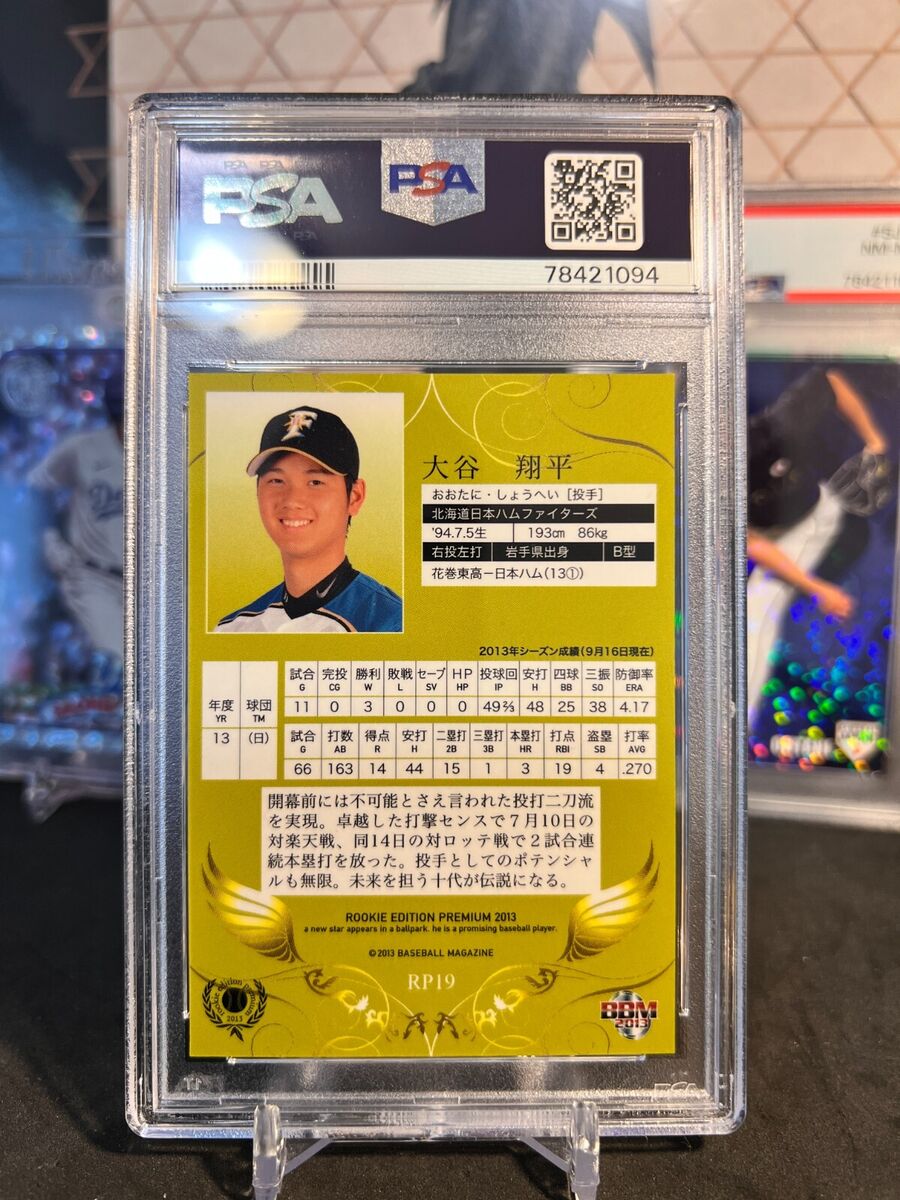 PSA
PSA
78421094
#SJ
NM-M
大谷 翔平
おおたに・しょうへい [投手]
北海道日本ハムファイターズ
'94.7.5生 193㎝ 86㎏
右投左打 岩手県出身 B型
花巻東高ー日本ハム(13①)
2013年シーズン成績(9月16日現在)
年度 球団 試合 完投 勝利 敗戦 セーブ HP 投球回 安打 四球 三振 防御率
YR TM G CG W L SV HP IP H BB SO ERA
13 (日) 11 0 3 0 0 0 49⅔ 48 25 38 4.17
試合 打数 得点 安打 二塁打 三塁打 本塁打 打点 盗塁 打率
G AB R H 2B 3B HR RBI SB AVG
66 163 14 44 15 1 3 19 4 .270
開幕前には不可能とさえ言われた投打二刀流
を実現。卓越した打撃センスで７月10日の
対楽天戦、同14日の対ロッテ戦で２試合連
続本塁打を放った。投手としてのポテンシャ
ルも無限。未来を担う十代が伝説になる。
ROOKIE EDITION PREMIUM 2013
a new star appears in a ballpark. he is a promising baseball player.
©2013 BASEBALL MAGAZINE
RP19
rookie edition premium
2013
BBM
2013
PSA